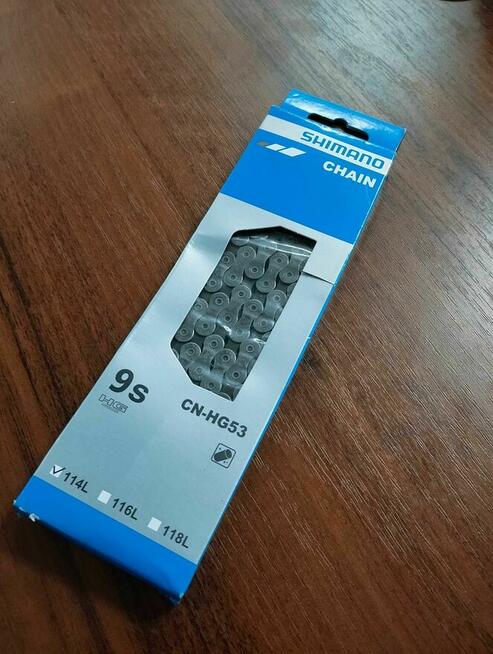 SHIMANO
CHAIN
9s
HG
CN-HG53
114L
116L
118L